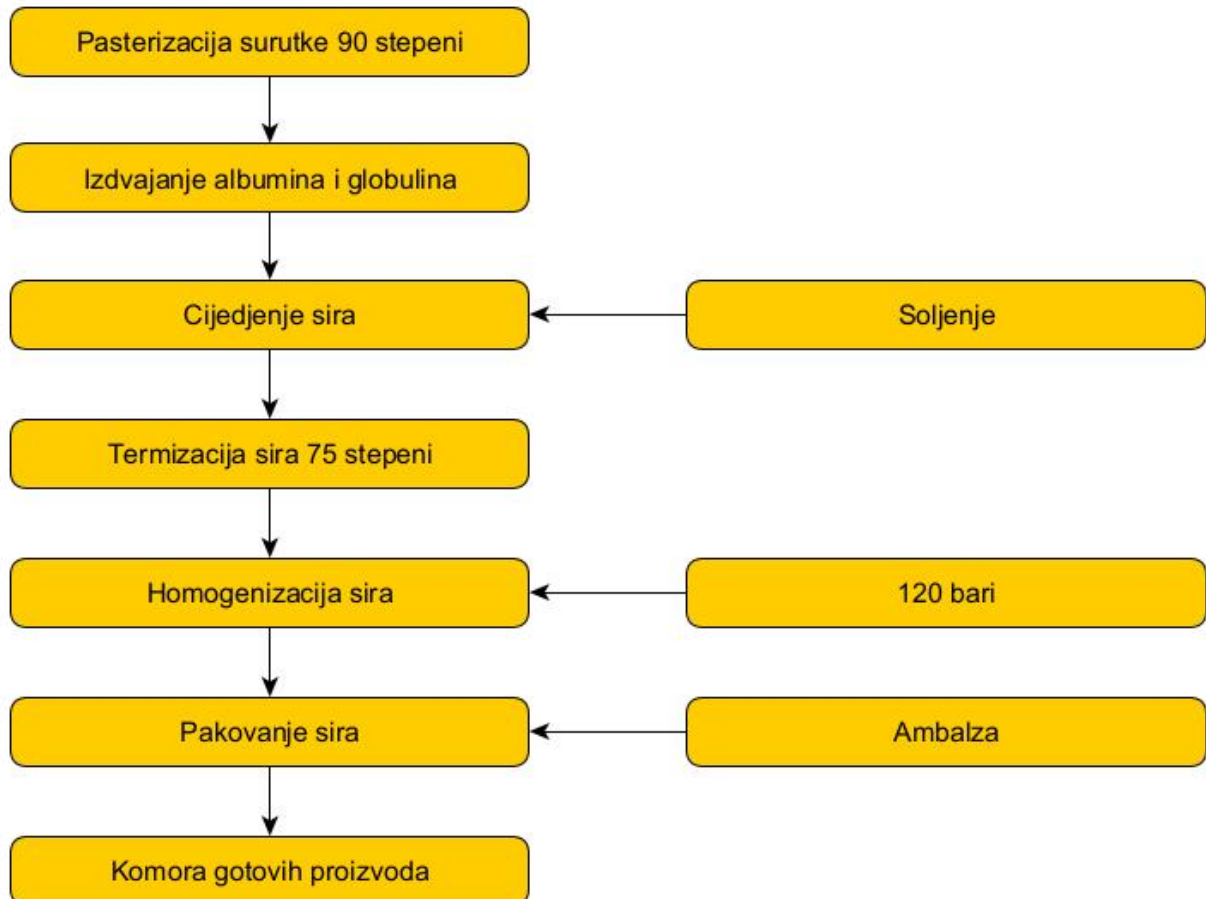 Pasterizacija surutke 90 stepeni
Izdvajanje albumina i globulina
Cijedjenje sira
Soljenje
Termizacija sira 75 stepeni
Homogenizacija sira
120 bari
Pakovanje sira
Ambalza
Komora gotovih proizvoda